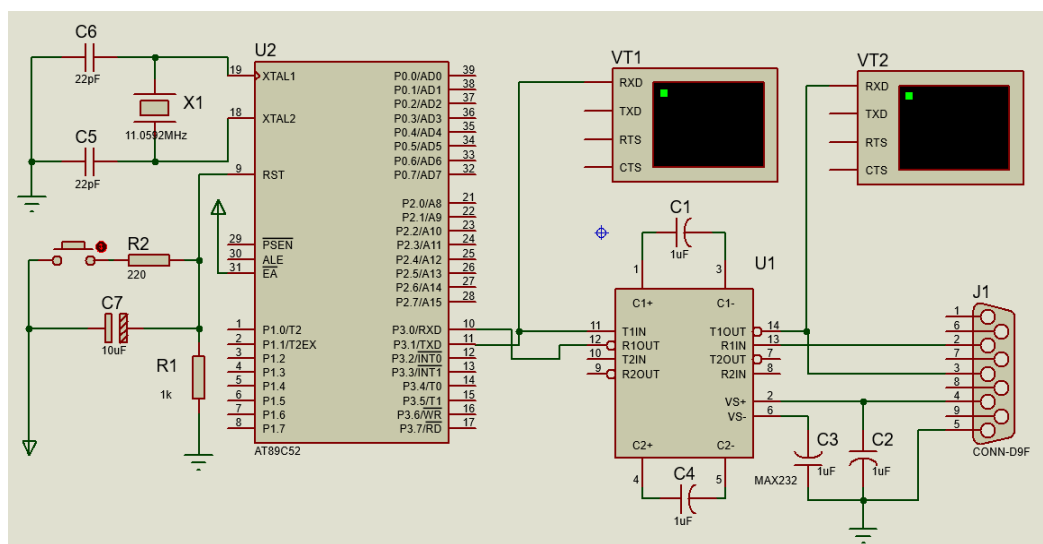 C6
22pF
X1
11.0592MHz
C5
22pF
R2
220
C7
10uF
R1
1k
U2
19 XTAL1
18 XTAL2
9 RST
29 PSEN
30 ALE
31 EA
1 P1.0/T2
2 P1.1/T2EX
3 P1.2
4 P1.3
5 P1.4
6 P1.5
7 P1.6
8 P1.7
P0.0/AD0 39
P0.1/AD1 38
P0.2/AD2 37
P0.3/AD3 36
P0.4/AD4 35
P0.5/AD5 34
P0.6/AD6 33
P0.7/AD7 32
P2.0/A8 21
P2.1/A9 22
P2.2/A10 23
P2.3/A11 24
P2.4/A12 25
P2.5/A13 26
P2.6/A14 27
P2.7/A15 28
P3.0/RXD 10
P3.1/TXD 11
P3.2/INT0 12
P3.3/INT1 13
P3.4/T0 14
P3.5/T1 15
P3.6/WR 16
P3.7/RD 17
AT89C52
VT1
RXD
TXD
RTS
CTS
VT2
RXD
TXD
RTS
CTS
C1
1uF
U1
1 3
C1+ C1-
11 T1IN T1OUT 14
12 R1OUT R1IN 13
10 T2IN T2OUT 7
9 R2OUT R2IN 8
VS+ 2
VS- 6
C2+ C2-
4 5
MAX232
C4
1uF
C3
1uF
C2
1uF
J1
1
6
2
7
3
8
4
9
5
CONN-D9F